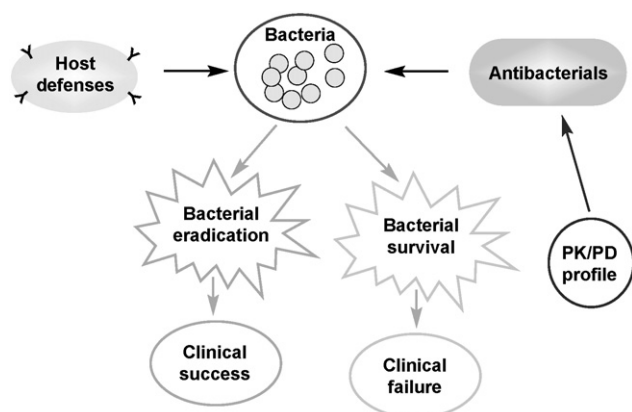 Bacteria
Host
defenses
Antibacterials
Bacterial
eradication
Bacterial
survival
PK/PD
profile
Clinical
success
Clinical
failure